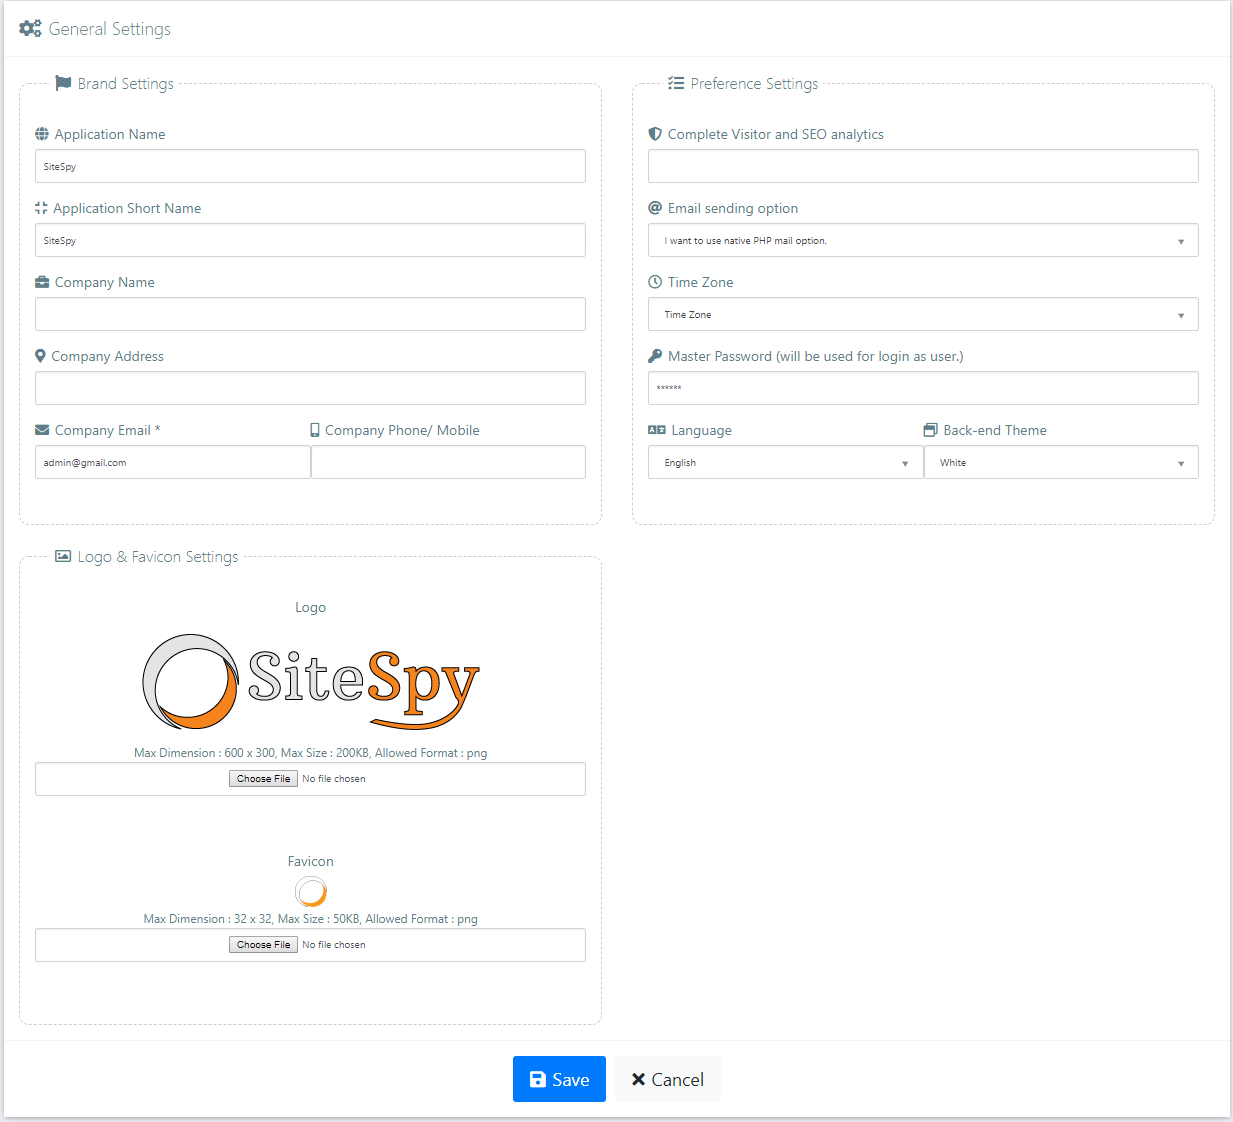 General Settings
Brand Settings
Application Name
SiteSpy
Application Short Name
SiteSpy
Company Name
Company Address
Company Email *
Company Phone/ Mobile
admin@gmail.com
Preference Settings
Complete Visitor and SEO analytics
Email sending option
I want to use native PHP mail option.
Time Zone
Time Zone
Master Password (will be used for login as user.)
******
Language
Back-end Theme
English
White
Logo & Favicon Settings
Logo
SiteSpy
Max Dimension : 600 x 300, Max Size : 200KB, Allowed Format : png
Choose File No file chosen
Favicon
Max Dimension : 32 x 32, Max Size : 50KB, Allowed Format : png
Choose File No file chosen
Save
Cancel